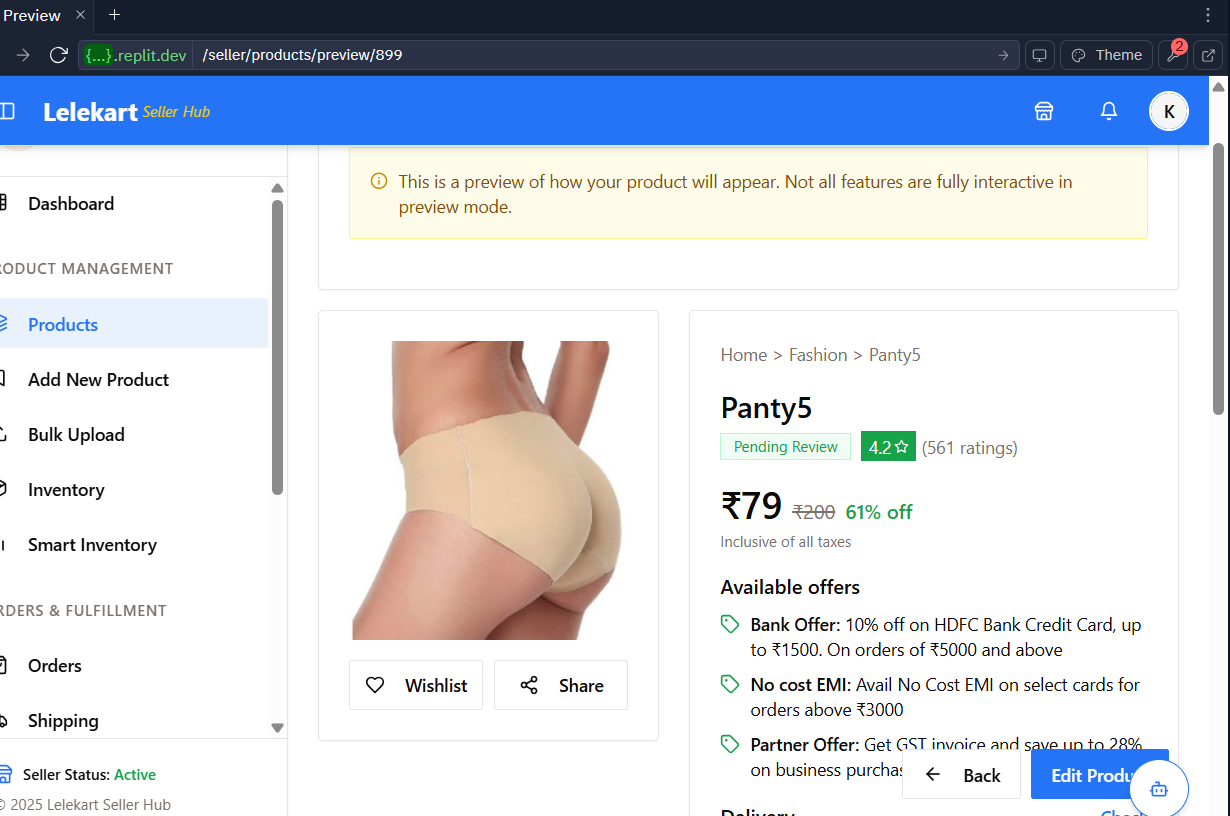 Preview
{...}.replit.dev /seller/products/preview/899
Theme
2
Lelekart Seller Hub
K
Dashboard
RODUCT MANAGEMENT
Products
Add New Product
Bulk Upload
Inventory
Smart Inventory
RDERS & FULFILLMENT
Orders
Shipping
Seller Status: Active
© 2025 Lelekart Seller Hub
This is a preview of how your product will appear. Not all features are fully interactive in
preview mode.
Wishlist
Share
Home > Fashion > Panty5
Panty5
Pending Review 4.2 (561 ratings)
₹79 ₹200 61% off
Inclusive of all taxes
Available offers
Bank Offer: 10% off on HDFC Bank Credit Card, up
to ₹1500. On orders of ₹5000 and above
No cost EMI: Avail No Cost EMI on select cards for
orders above ₹3000
Partner Offer: Get GST invoice and save up to 28%
on business purchas
Back
Edit Produ
Delivery
Chec